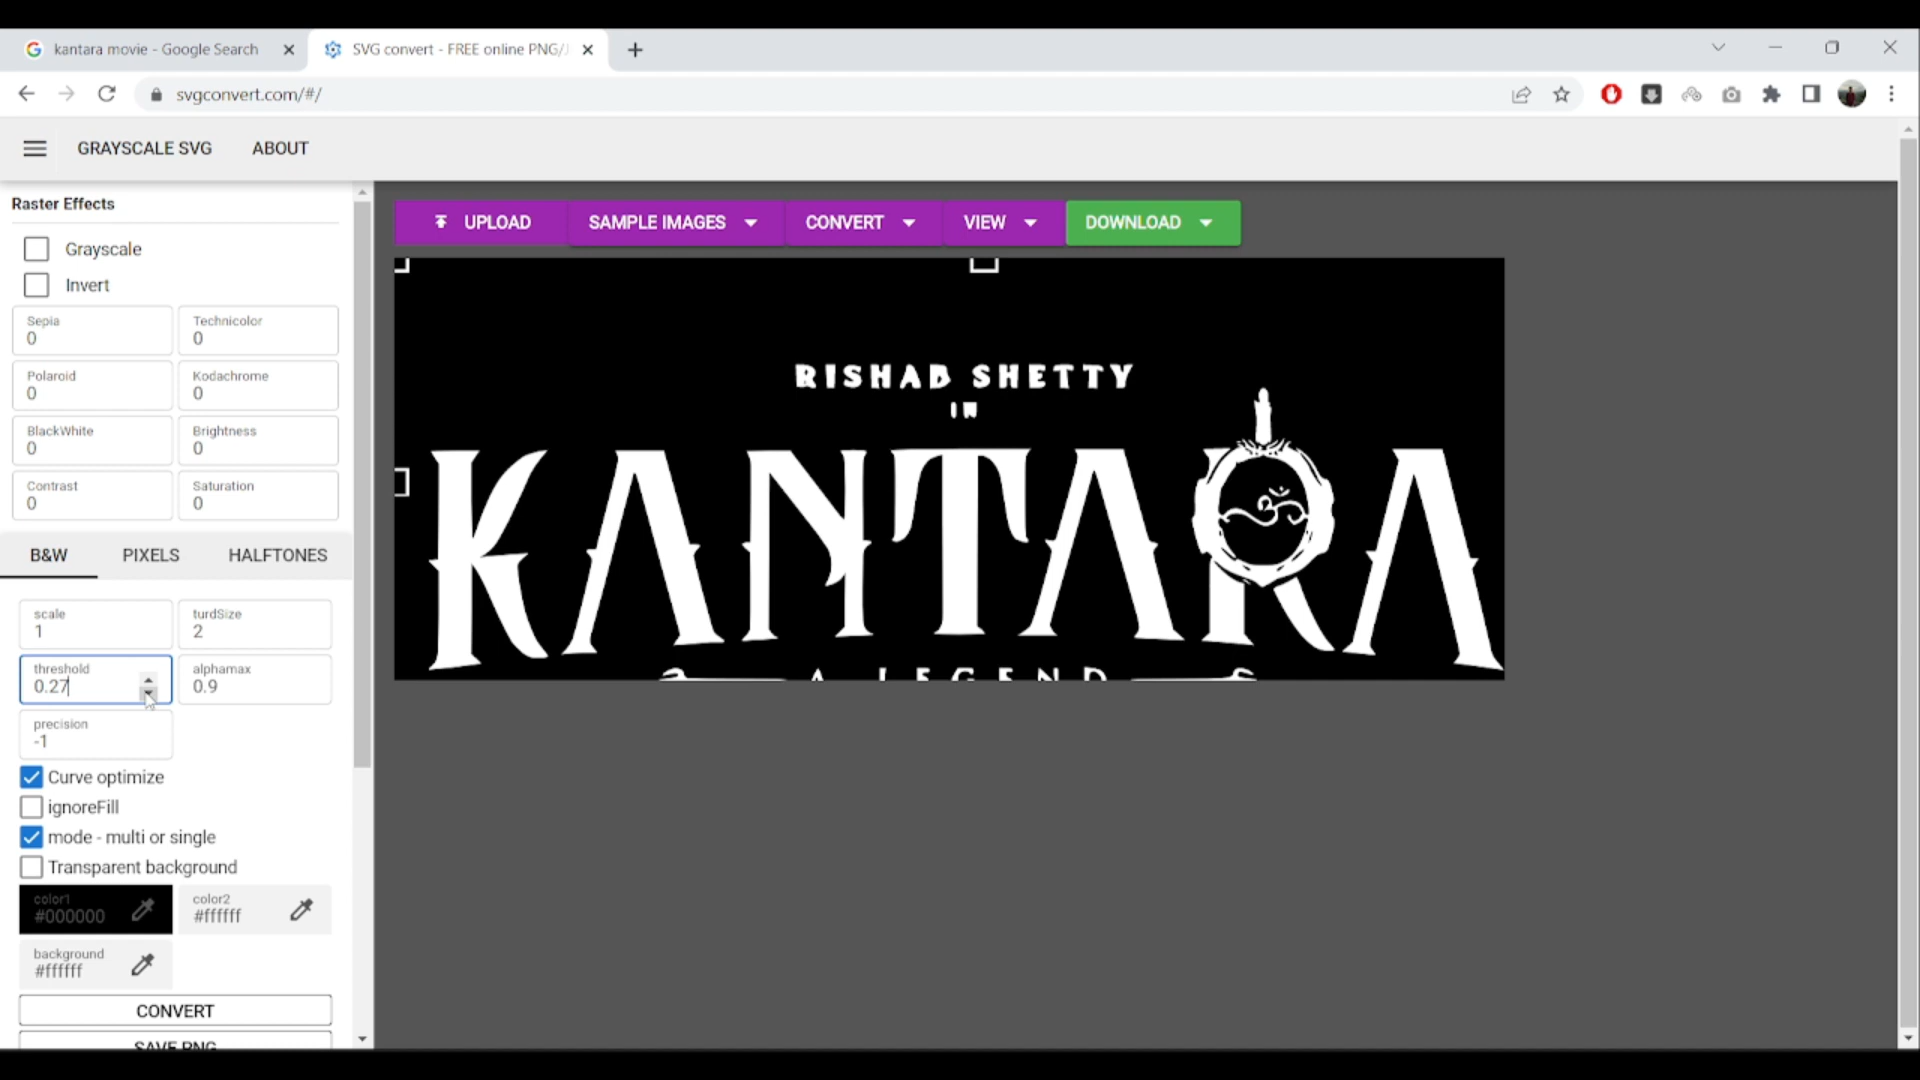 kantara movie - Google Search
SVG convert - FREE online PNG/J
svgconvert.com/#/
GRAYSCALE SVG
ABOUT
Raster Effects
UPLOAD
SAMPLE IMAGES
CONVERT
VIEW
DOWNLOAD
Grayscale
Invert
Sepia
0
Technicolor
0
Polaroid
0
Kodachrome
0
BlackWhite
0
Brightness
0
Contrast
0
Saturation
0
RISHAB SHETTY
IN
KANTARA
A LEGEND
ॐ
B&W
PIXELS
HALFTONES
scale
1
turdSize
2
threshold
0.27
alphamax
0.9
precision
-1
Curve optimize
ignoreFill
mode - multi or single
Transparent background
color1
#000000
color2
#ffffff
background
#ffffff
CONVERT
SAVE PNG